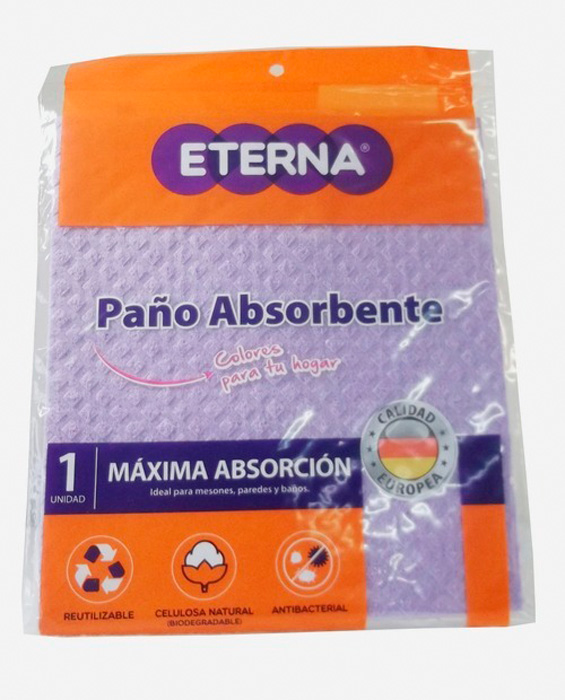 ETERNA®
Paño Absorbente
Colores
para tu hogar
CALIDAD
EUROPEA
1
UNIDAD
MÁXIMA ABSORCIÓN
Ideal para mesones, paredes y baños.
REUTILIZABLE
CELULOSA NATURAL
(BIODEGRADABLE)
ANTIBACTERIAL